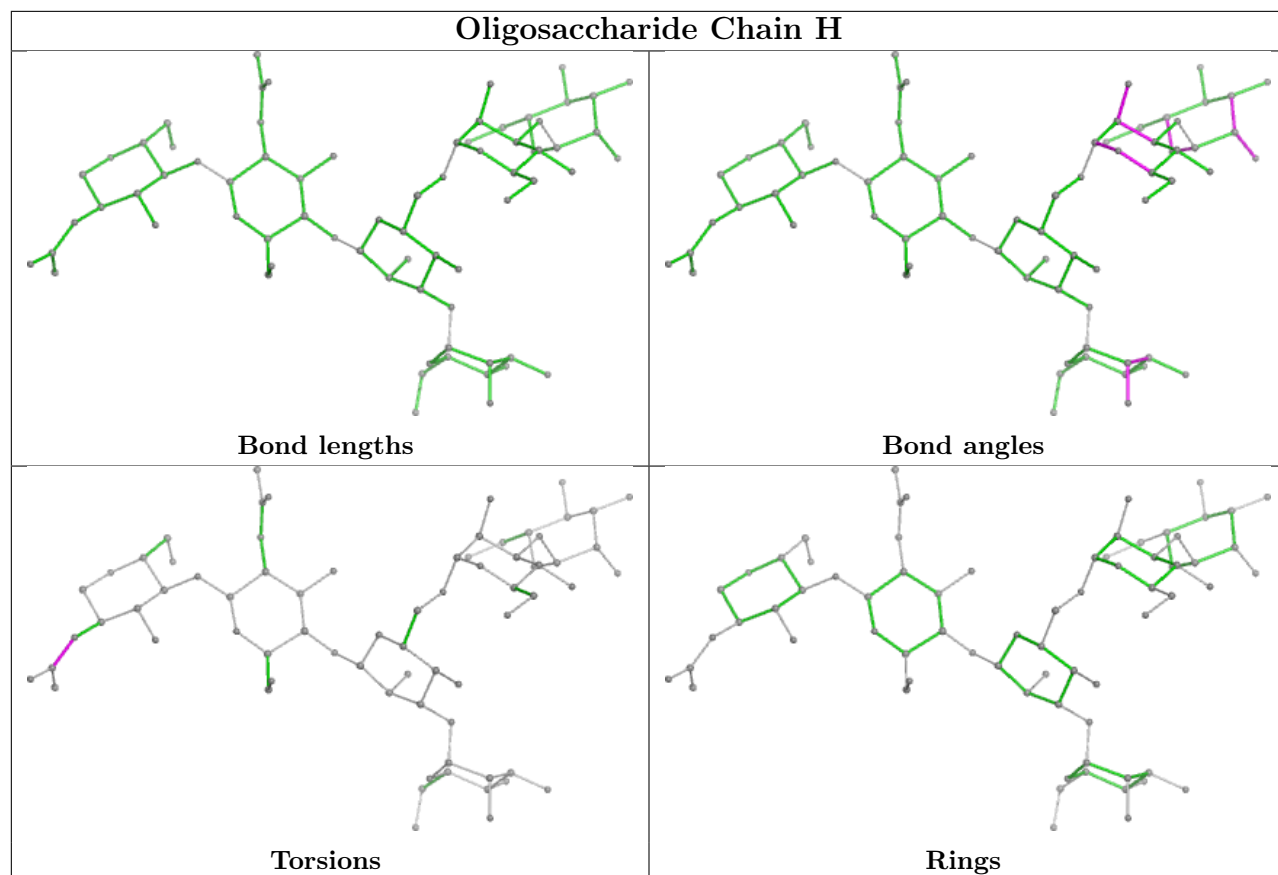 Oligosaccharide Chain H
Bond lengths
Bond angles
Torsions
Rings